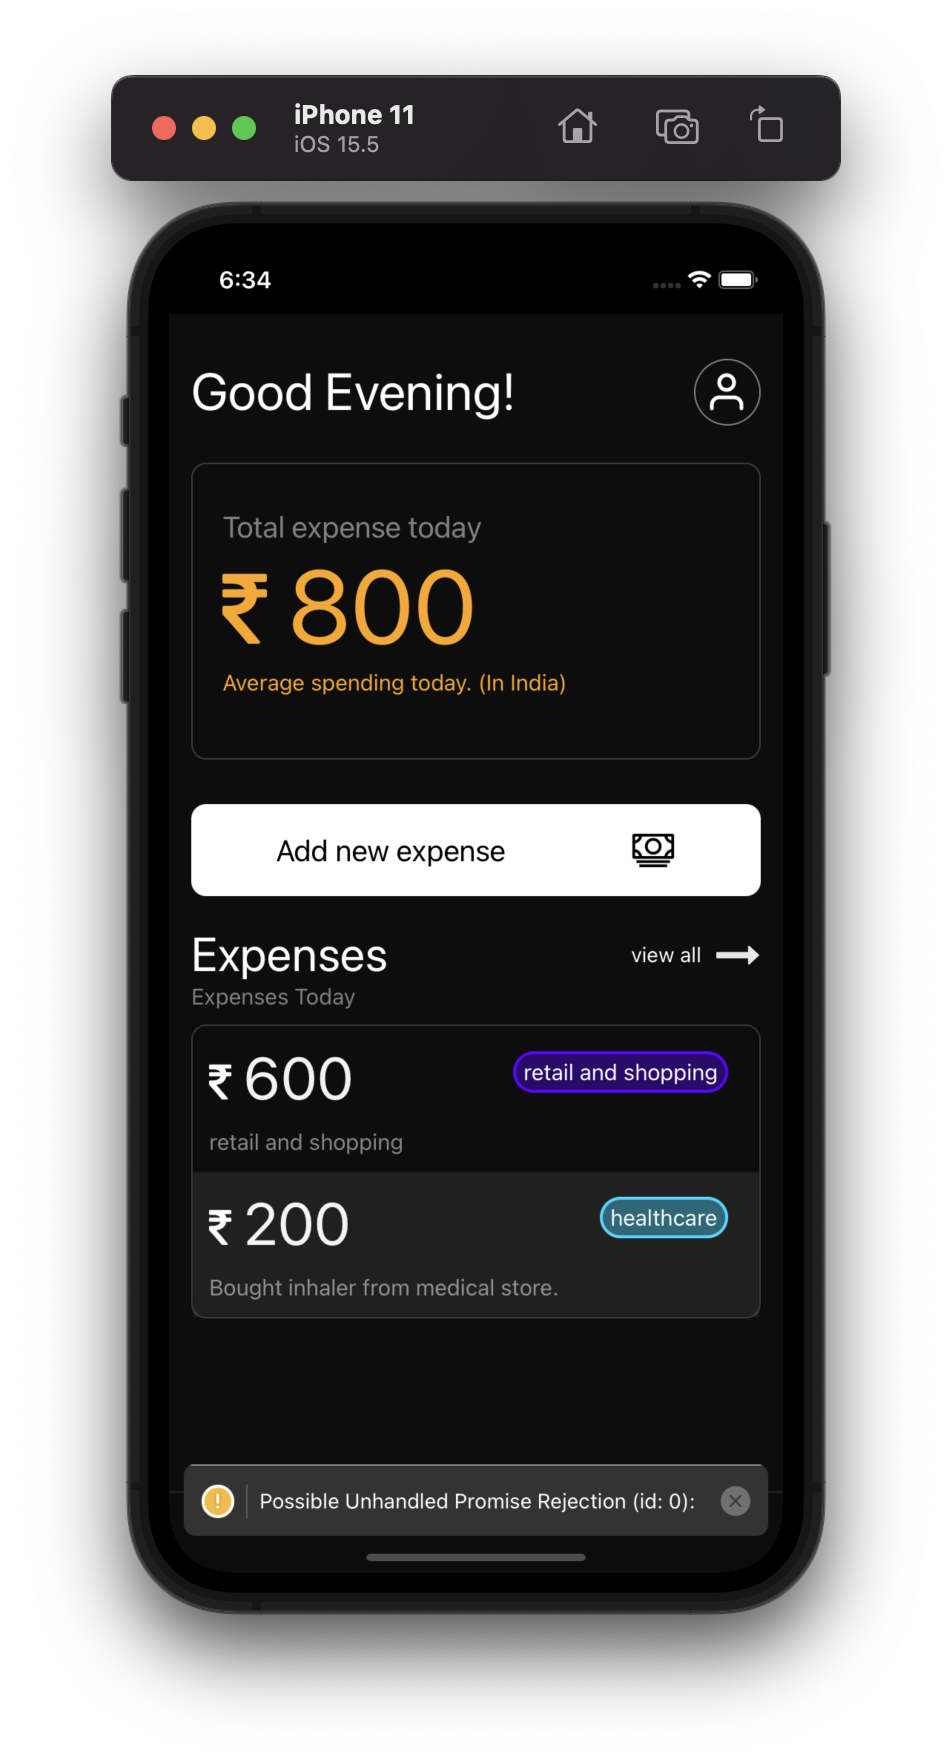 iPhone 11
iOS 15.5
6:34
Good Evening!
Total expense today
₹ 800
Average spending today. (In India)
Add new expense
Expenses
view all
Expenses Today
₹ 600
retail and shopping
retail and shopping
₹ 200
healthcare
Bought inhaler from medical store.
! Possible Unhandled Promise Rejection (id: 0):